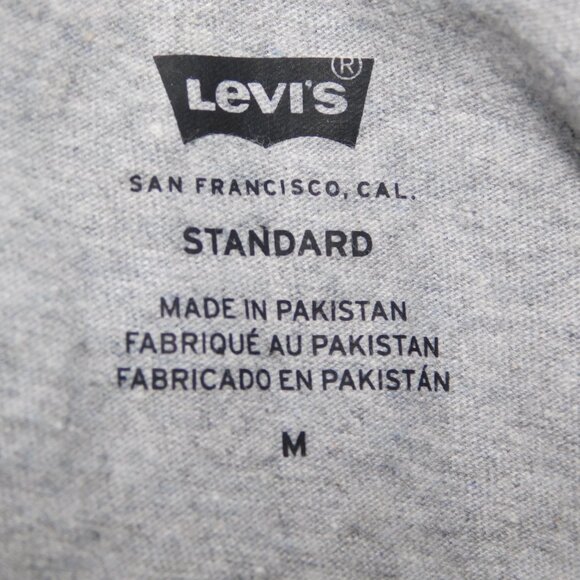 Levi's®
SAN FRANCISCO, CAL.
STANDARD
MADE IN PAKISTAN
FABRIQUÉ AU PAKISTAN
FABRICADO EN PAKISTÁN
M